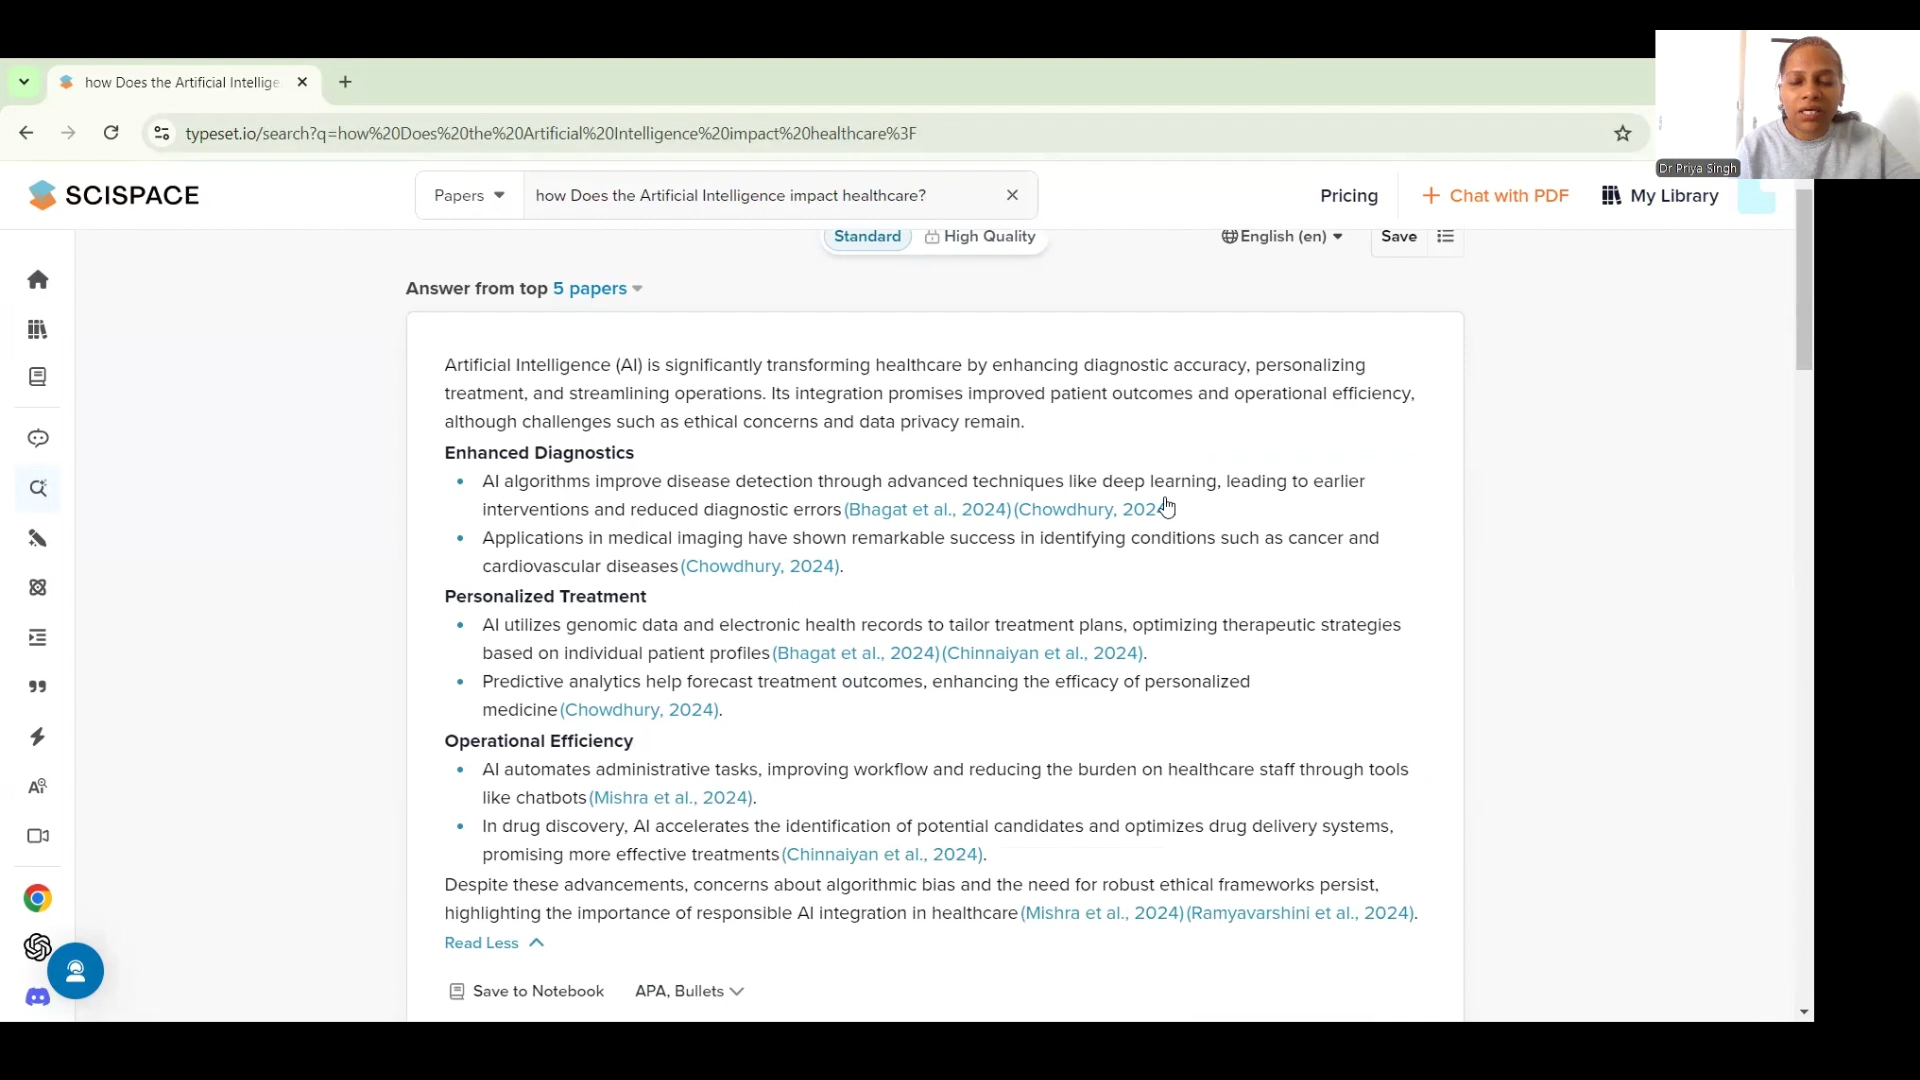 how Does the Artificial Intellige
typeset.io/search?q=how%20Does%20the%20Artificial%20Intelligence%20impact%20healthcare%3F
Dr Priya Singh
SCISPACE
Papers
how Does the Artificial Intelligence impact healthcare?
Pricing
Chat with PDF
My Library
Standard
High Quality
English (en)
Save
Answer from top 5 papers
Artificial Intelligence (AI) is significantly transforming healthcare by enhancing diagnostic accuracy, personalizing
treatment, and streamlining operations. Its integration promises improved patient outcomes and operational efficiency,
although challenges such as ethical concerns and data privacy remain.
Enhanced Diagnostics
• AI algorithms improve disease detection through advanced techniques like deep learning, leading to earlier
interventions and reduced diagnostic errors (Bhagat et al., 2024) (Chowdhury, 2024
• Applications in medical imaging have shown remarkable success in identifying conditions such as cancer and
cardiovascular diseases (Chowdhury, 2024).
Personalized Treatment
• AI utilizes genomic data and electronic health records to tailor treatment plans, optimizing therapeutic strategies
based on individual patient profiles (Bhagat et al., 2024) (Chinnaiyan et al., 2024).
• Predictive analytics help forecast treatment outcomes, enhancing the efficacy of personalized
medicine (Chowdhury, 2024).
Operational Efficiency
• AI automates administrative tasks, improving workflow and reducing the burden on healthcare staff through tools
like chatbots (Mishra et al., 2024).
• In drug discovery, AI accelerates the identification of potential candidates and optimizes drug delivery systems,
promising more effective treatments (Chinnaiyan et al., 2024).
Despite these advancements, concerns about algorithmic bias and the need for robust ethical frameworks persist,
highlighting the importance of responsible AI integration in healthcare (Mishra et al., 2024) (Ramyavarshini et al., 2024).
Read Less
Save to Notebook
APA, Bullets